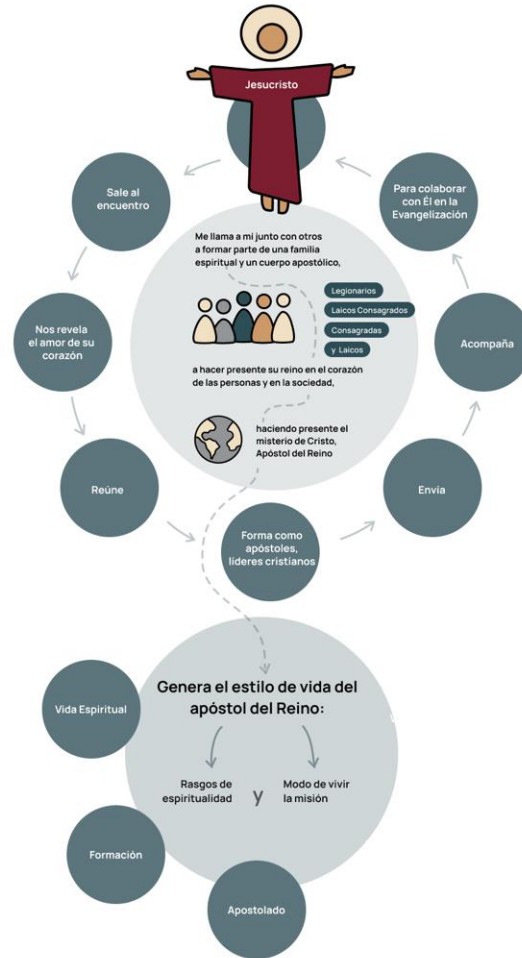 Jesucristo
Sale al
encuentro
Para colaborar
con Él en la
Evangelización
Me llama a mi junto con otros
a formar parte de una familia
espiritual y un cuerpo apostólico,
Legionarios
Laicos Consagrados
Consagradas
y Laicos
Nos revela
el amor de su
corazón
Acompaña
a hacer presente su reino en el corazón
de las personas y en la sociedad,
haciendo presente el
misterio de Cristo,
Apóstol del Reino
Reúne
Envía
Forma como
apóstoles,
líderes cristianos
Genera el estilo de vida del
apóstol del Reino:
Vida Espiritual
Rasgos de
espiritualidad
y
Modo de vivir
la misión
Formación
Apostolado